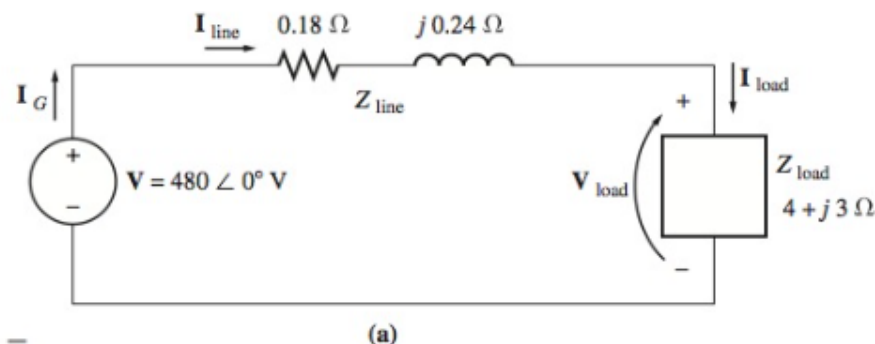 I line 0.18 Ω j 0.24 Ω
I G Z line + I load
+
V = 480 ∠ 0° V V load Z load
− 4 + j 3 Ω
−
(a)